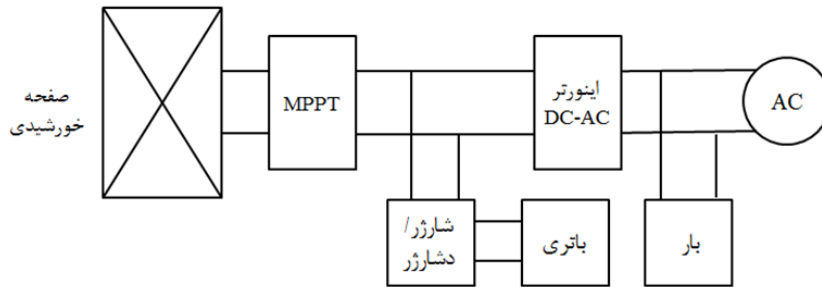 صفحه
خورشیدی
MPPT
اینورتر
DC-AC
AC
شارژر/
دشارژر
باتری
بار